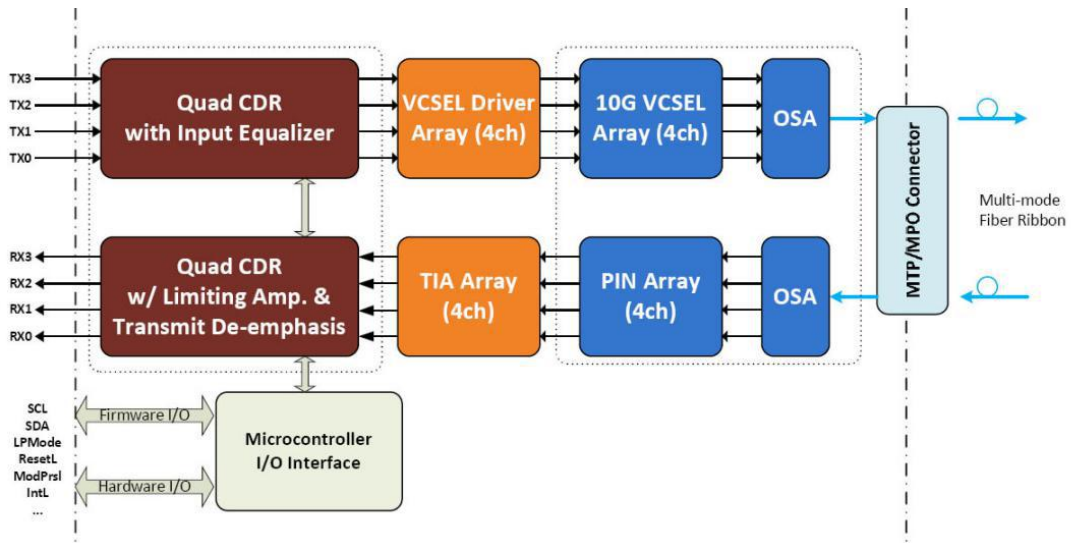 TX3
TX2
TX1
TX0
Quad CDR
with Input Equalizer
VCSEL Driver
Array (4ch)
10G VCSEL
Array (4ch)
OSA
MTP/MPO Connector
Multi-mode
Fiber Ribbon
RX3
RX2
RX1
RX0
Quad CDR
w/ Limiting Amp. &
Transmit De-emphasis
TIA Array
(4ch)
PIN Array
(4ch)
OSA
SCL
SDA
LPMode
ResetL
ModPrsl
IntL
...
Firmware I/O
Hardware I/O
Microcontroller
I/O Interface